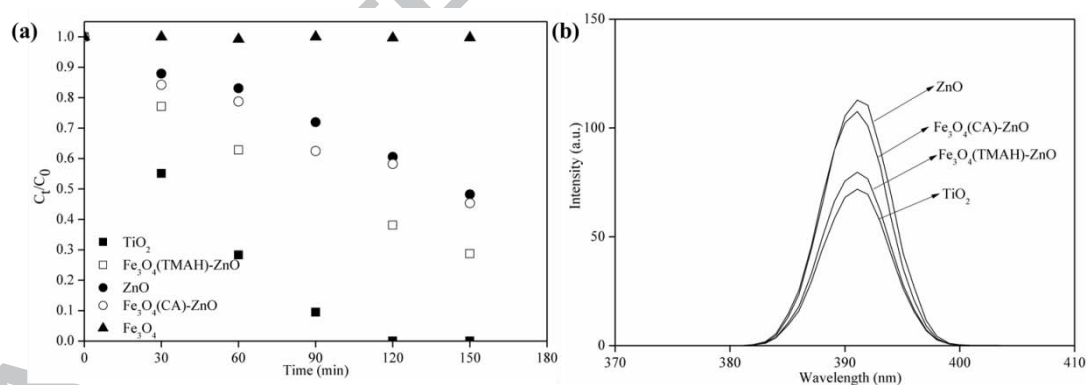 (a)
1.0
0.9
0.8
0.7
0.6
0.5
0.4
0.3
0.2
0.1
0.0
C_t/C_0
TiO₂
Fe₃O₄(TMAH)-ZnO
ZnO
Fe₃O₄(CA)-ZnO
Fe₃O₄
0 30 60 90 120 150 180
Time (min)
(b)
150
100
50
0
Intensity (a.u.)
ZnO
Fe₃O₄(CA)-ZnO
Fe₃O₄(TMAH)-ZnO
TiO₂
370 380 390 400 410
Wavelength (nm)